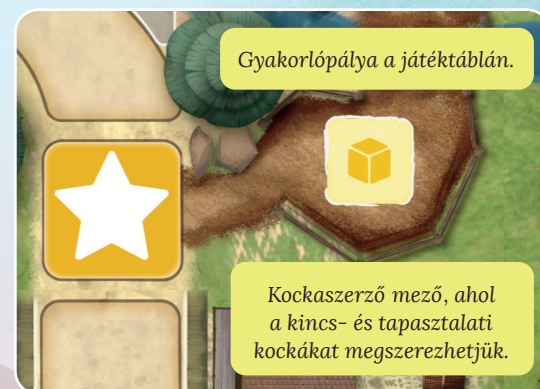 Gyakorlópálya a játéktáblán.
Kockaszerző mező, ahol
a kincs- és tapasztalati
kockákat megszerezhetjük.